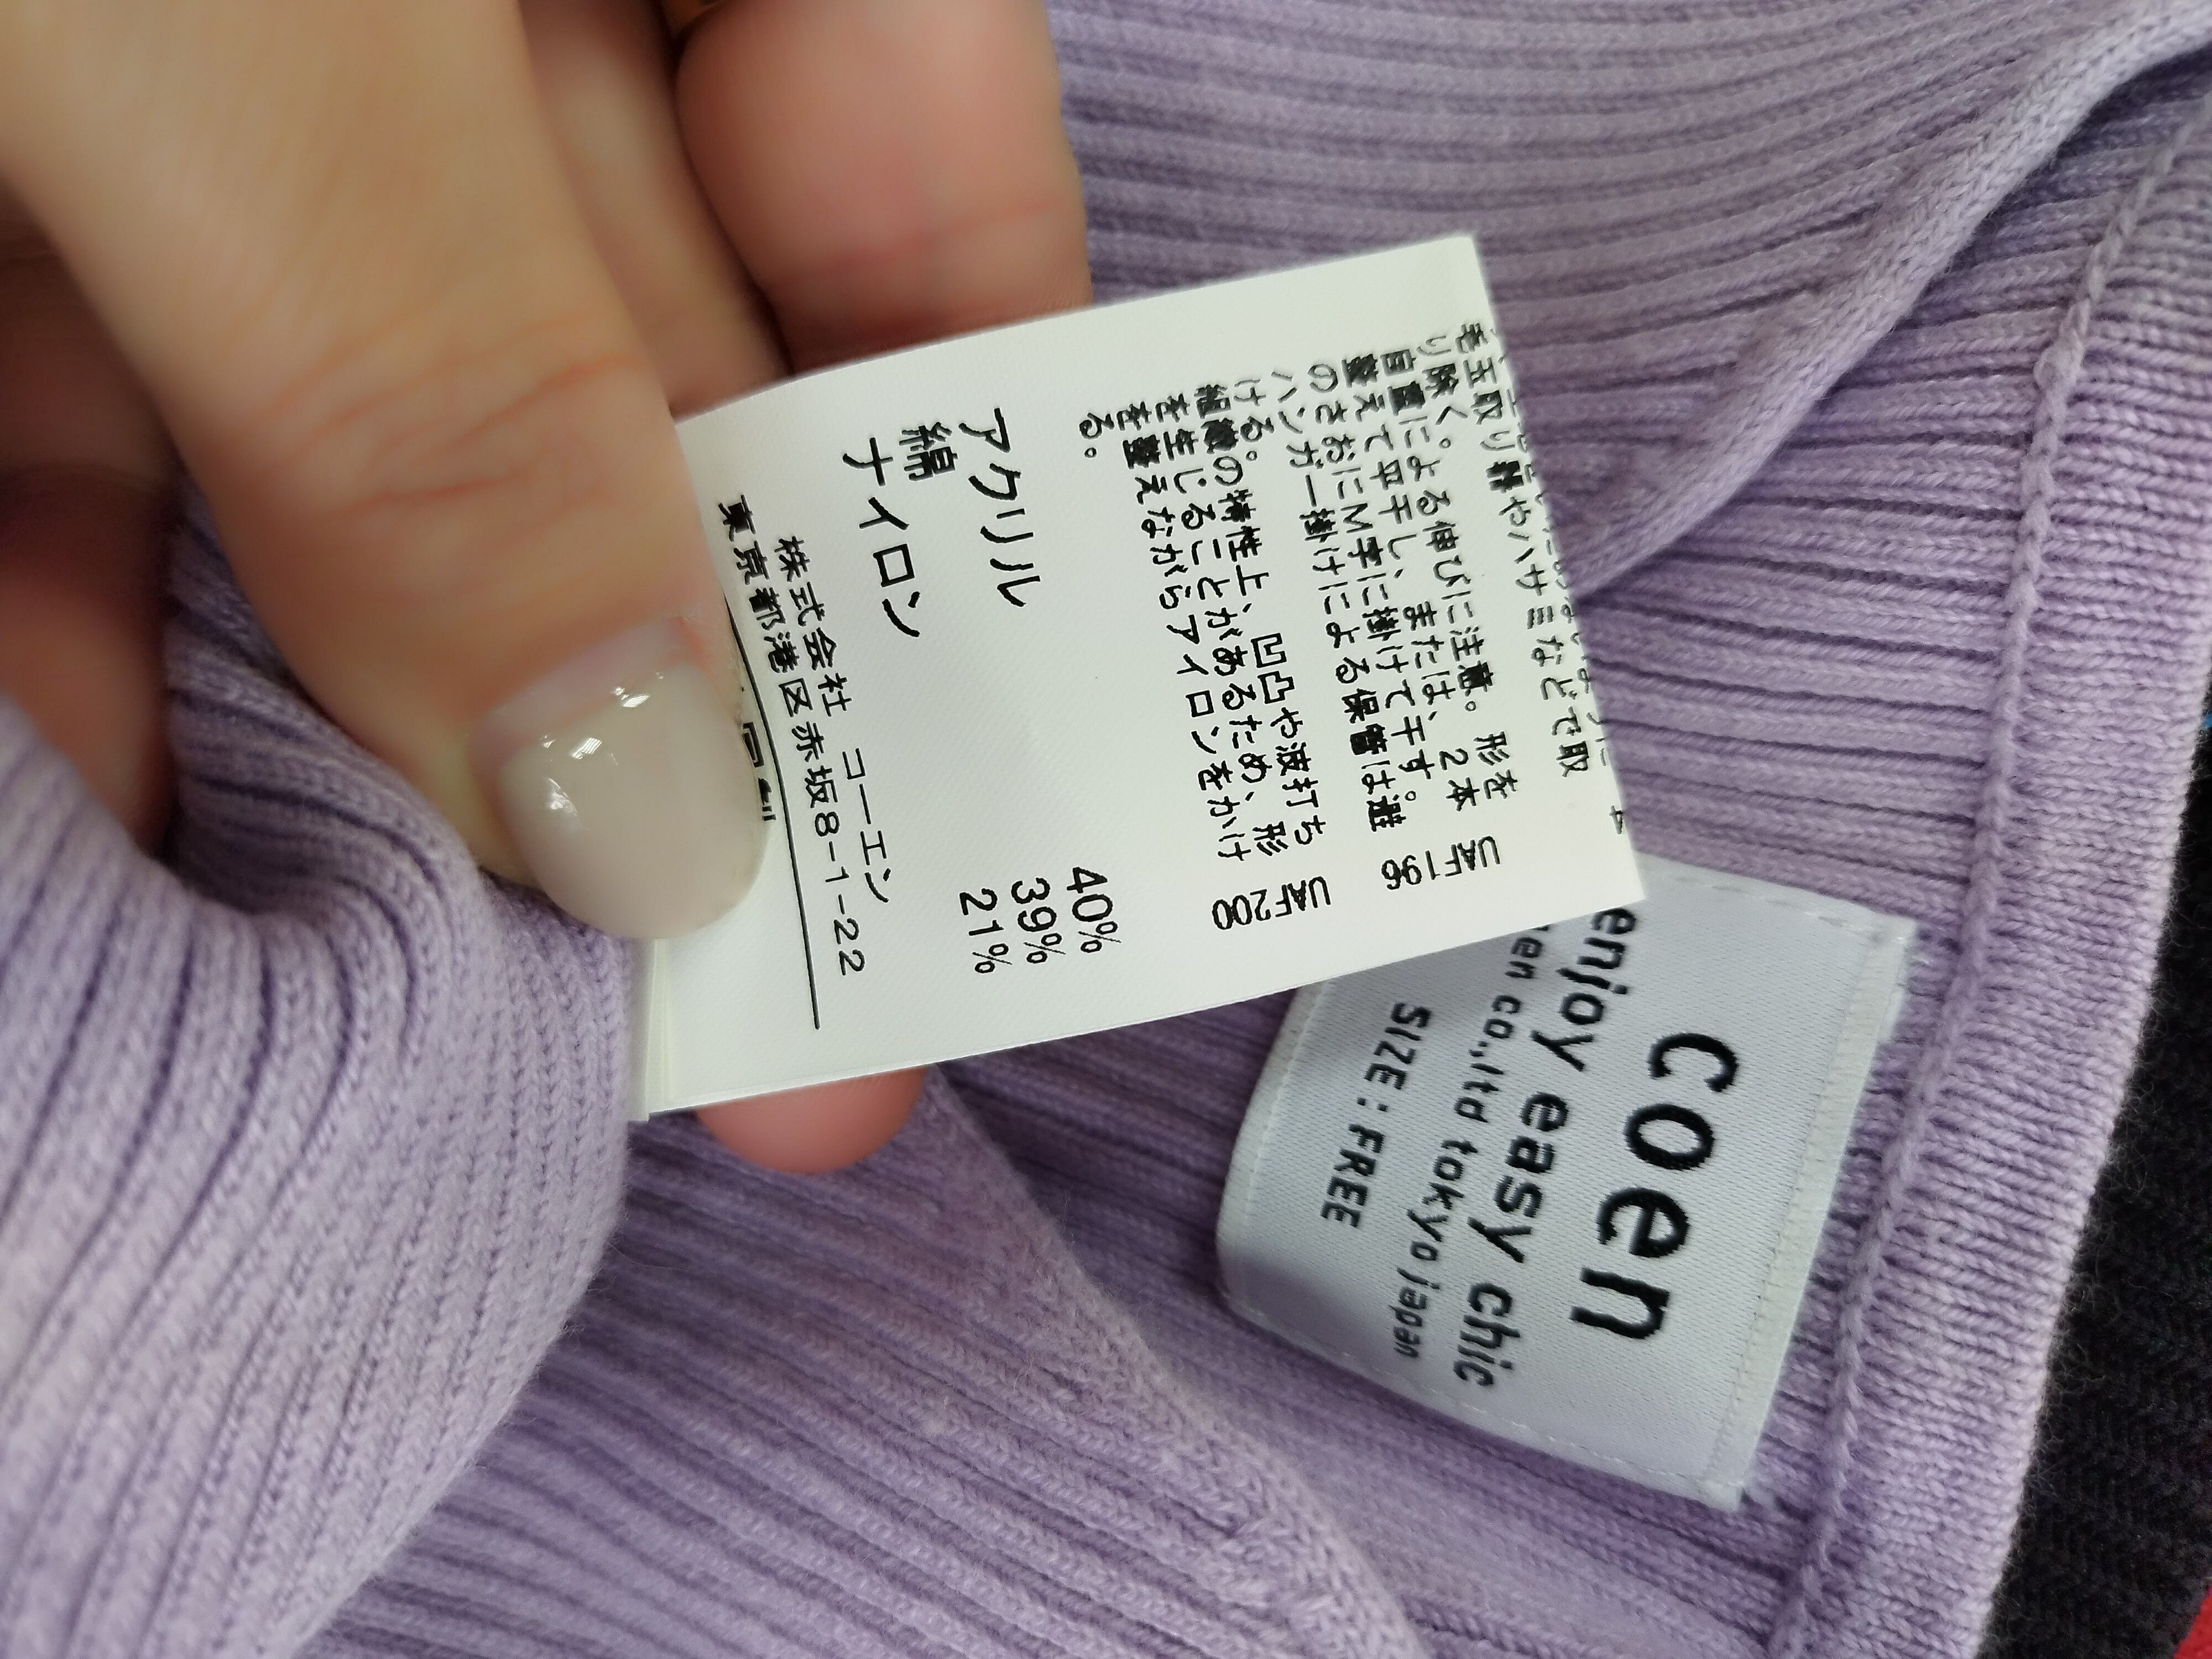 毛玉取り器やハサミなどで取
り除く。
自重による伸びに注意。形を
整えて平干し、または、2本
のさおにM字に掛けて干す。
ハンガー掛けによる保管は避
ける。
UAF196
組織の特性上、凹凸や波打ち
を生じることがあるため、形
を整えながらアイロンをかけ
る。
UAF200
アクリル 40%
綿 39%
ナイロン 21%
株式会社 コーエン
東京都港区赤坂8-1-22
coen
enjoy easy chic
co.,ltd tokyo japan
SIZE : FREE